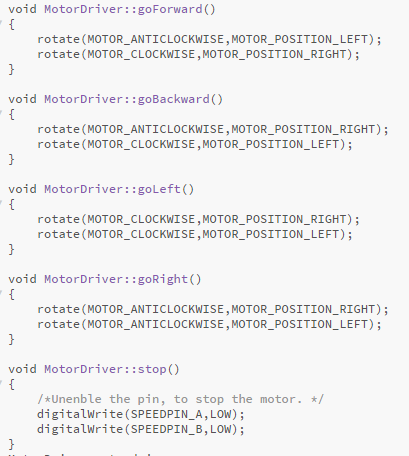 void MotorDriver::goForward()
{
    rotate(MOTOR_ANTICLOCKWISE,MOTOR_POSITION_LEFT);
    rotate(MOTOR_CLOCKWISE,MOTOR_POSITION_RIGHT);
}

void MotorDriver::goBackward()
{
    rotate(MOTOR_ANTICLOCKWISE,MOTOR_POSITION_RIGHT);
    rotate(MOTOR_CLOCKWISE,MOTOR_POSITION_LEFT);
}

void MotorDriver::goLeft()
{
    rotate(MOTOR_CLOCKWISE,MOTOR_POSITION_RIGHT);
    rotate(MOTOR_CLOCKWISE,MOTOR_POSITION_LEFT);
}

void MotorDriver::goRight()
{
    rotate(MOTOR_ANTICLOCKWISE,MOTOR_POSITION_RIGHT);
    rotate(MOTOR_ANTICLOCKWISE,MOTOR_POSITION_LEFT);
}

void MotorDriver::stop()
{
    /*Unenble the pin, to stop the motor. */
    digitalWrite(SPEEDPIN_A,LOW);
    digitalWrite(SPEEDPIN_B,LOW);
}